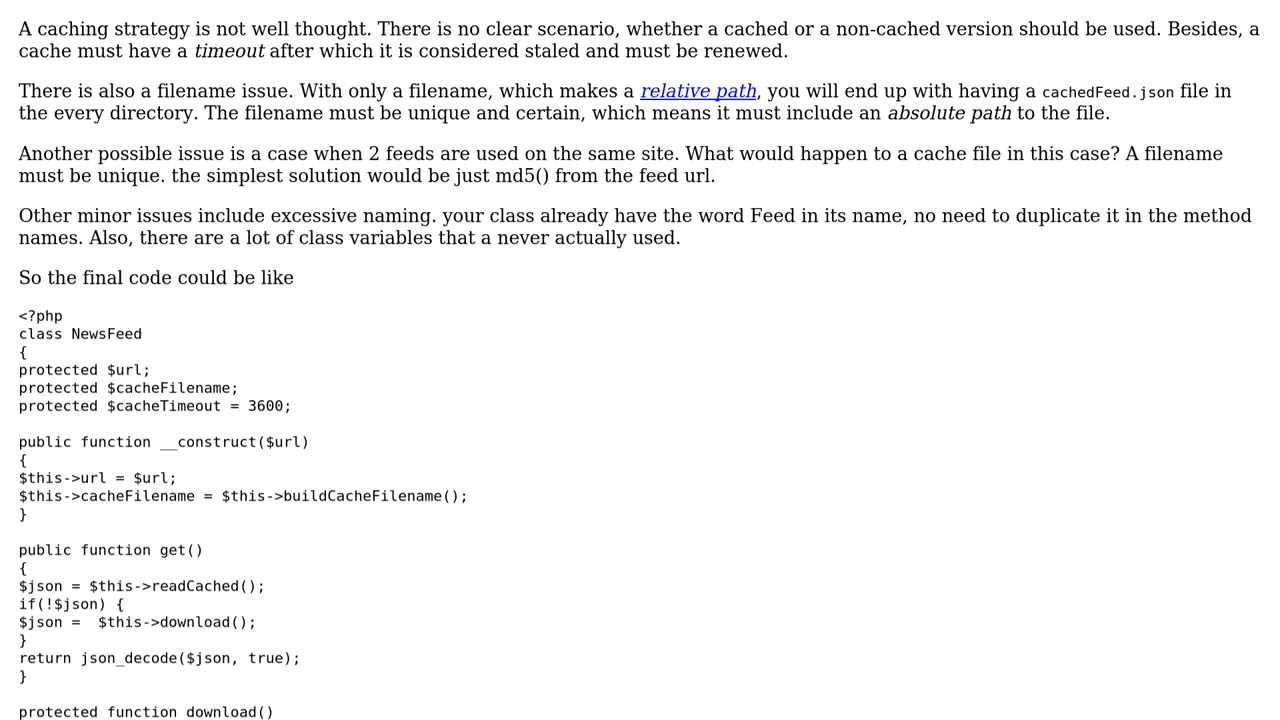 A caching strategy is not well thought. There is no clear scenario, whether a cached or a non-cached version should be used. Besides, a
cache must have a timeout after which it is considered staled and must be renewed.
There is also a filename issue. With only a filename, which makes a relative path, you will end up with having a cachedFeed.json file in
the every directory. The filename must be unique and certain, which means it must include an absolute path to the file.
Another possible issue is a case when 2 feeds are used on the same site. What would happen to a cache file in this case? A filename
must be unique. the simplest solution would be just md5() from the feed url.
Other minor issues include excessive naming. your class already have the word Feed in its name, no need to duplicate it in the method
names. Also, there are a lot of class variables that a never actually used.
So the final code could be like
<?php
class NewsFeed
{
protected $url;
protected $cacheFilename;
protected $cacheTimeout = 3600;
public function __construct($url)
{
$this->url = $url;
$this->cacheFilename = $this->buildCacheFilename();
}
public function get()
{
$json = $this->readCached();
if(!$json) {
$json =  $this->download();
}
return json_decode($json, true);
}
protected function download()